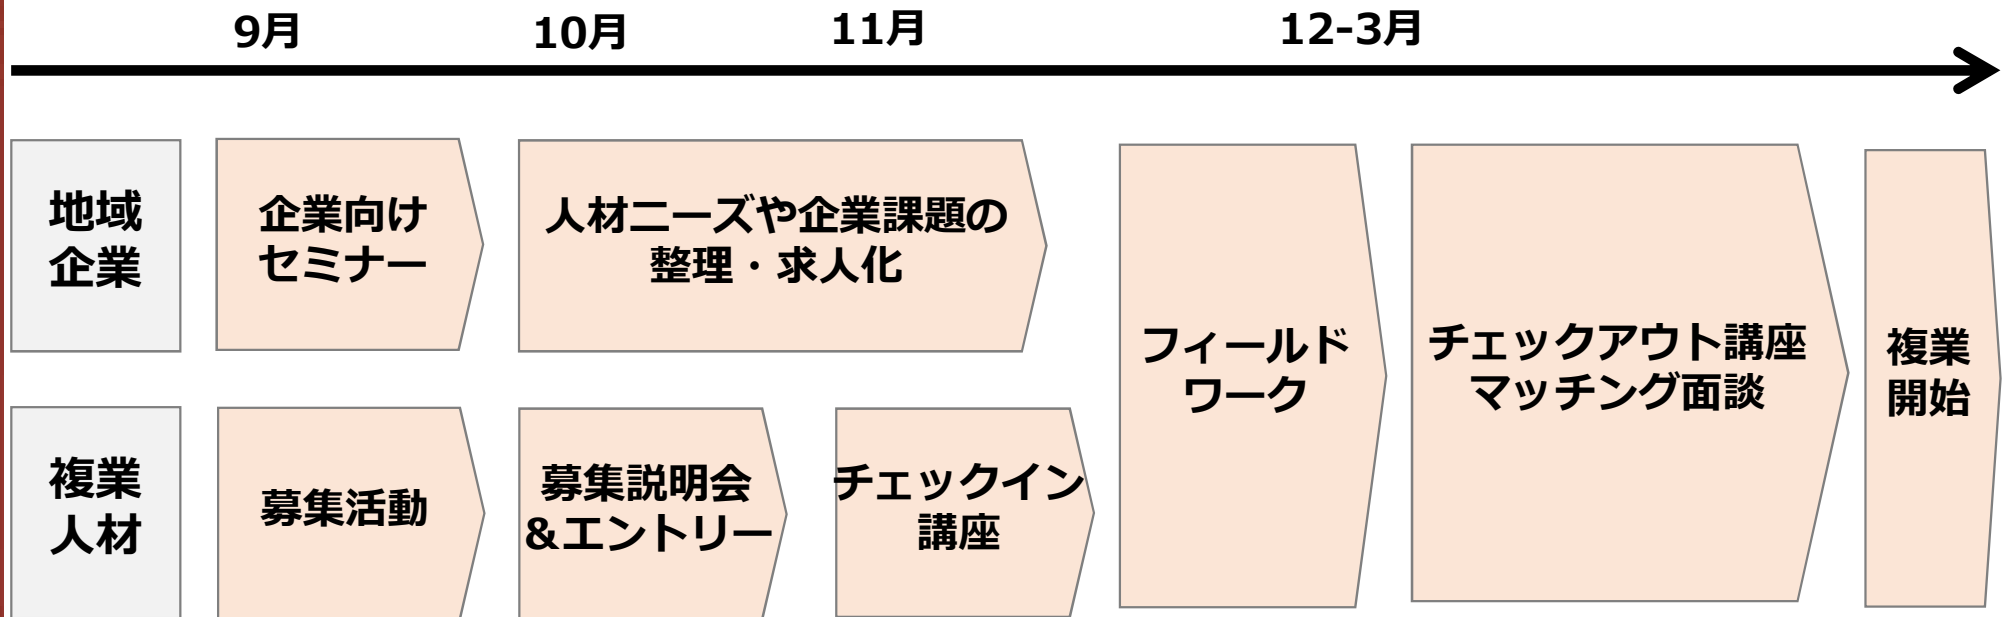 9月
10月
11月
12-3月
地域
企業
企業向け
セミナー
人材ニーズや企業課題の
整理・求人化
複業
人材
募集活動
募集説明会
&エントリー
チェックイン
講座
フィールド
ワーク
チェックアウト講座
マッチング面談
複業
開始